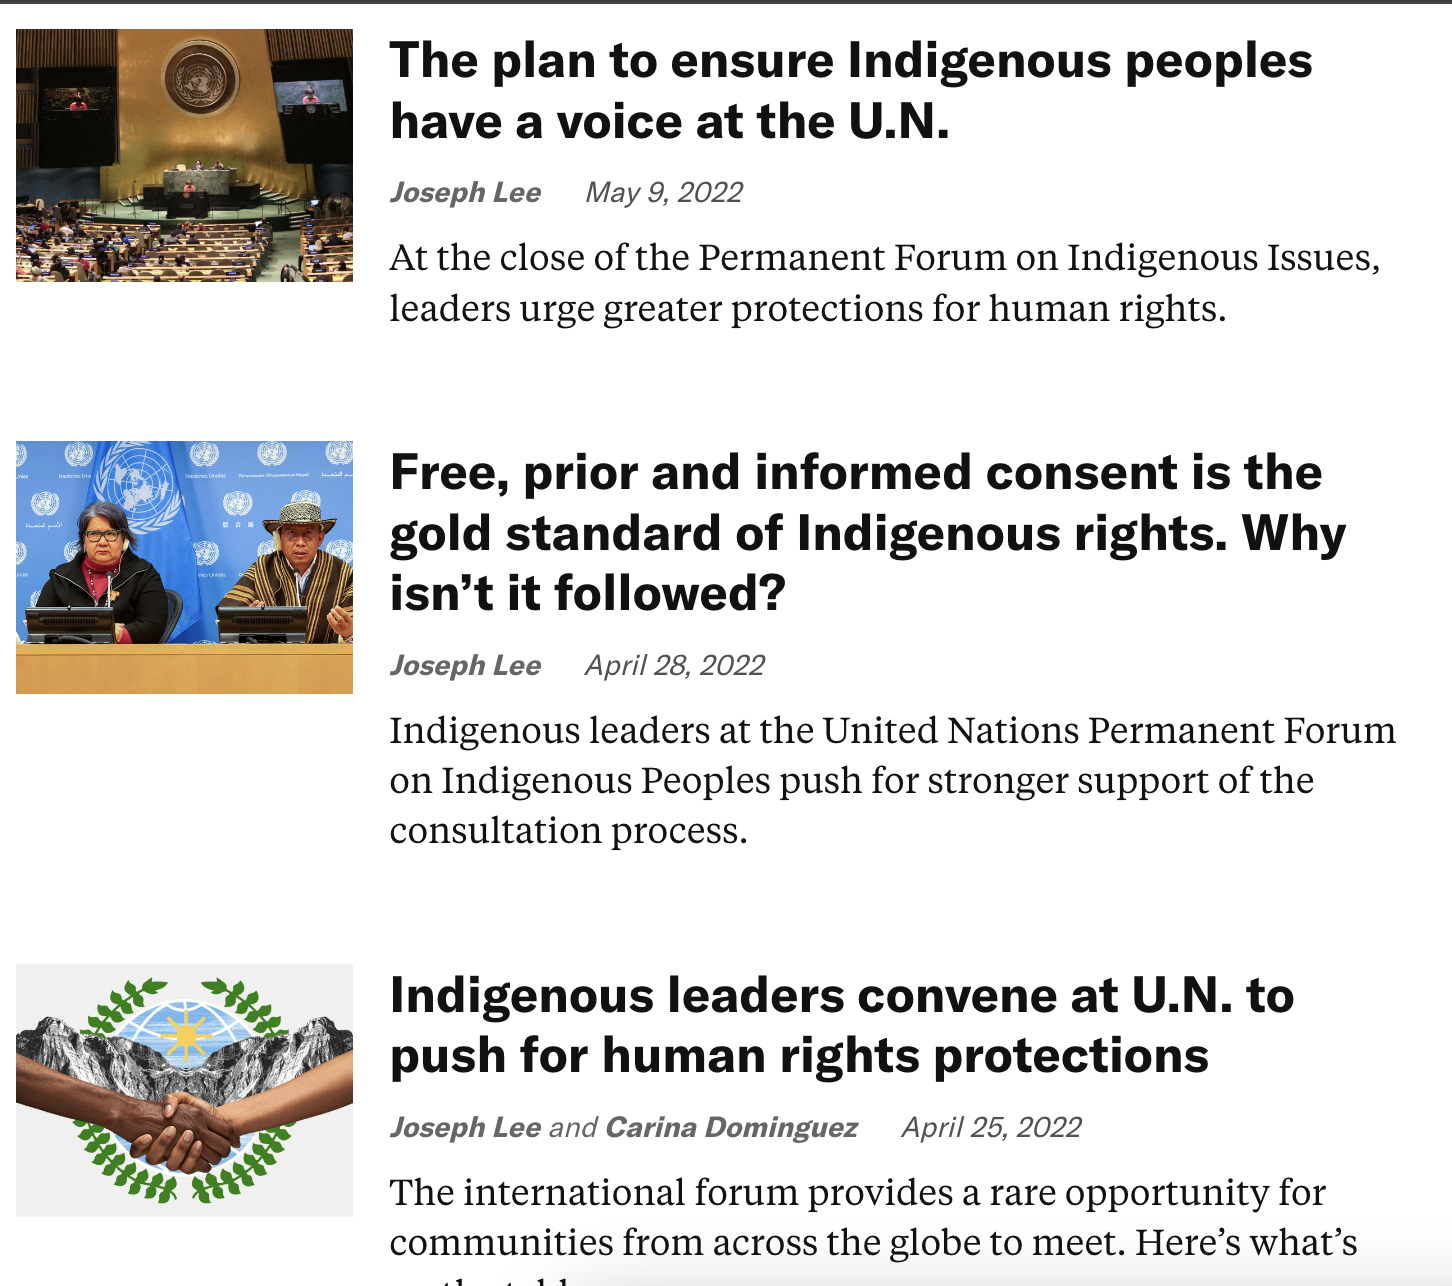 The plan to ensure Indigenous peoples
have a voice at the U.N.
Joseph Lee May 9, 2022
At the close of the Permanent Forum on Indigenous Issues,
leaders urge greater protections for human rights.
Free, prior and informed consent is the
gold standard of Indigenous rights. Why
isn’t it followed?
Joseph Lee April 28, 2022
Indigenous leaders at the United Nations Permanent Forum
on Indigenous Peoples push for stronger support of the
consultation process.
Indigenous leaders convene at U.N. to
push for human rights protections
Joseph Lee and Carina Dominguez April 25, 2022
The international forum provides a rare opportunity for
communities from across the globe to meet. Here’s what’s